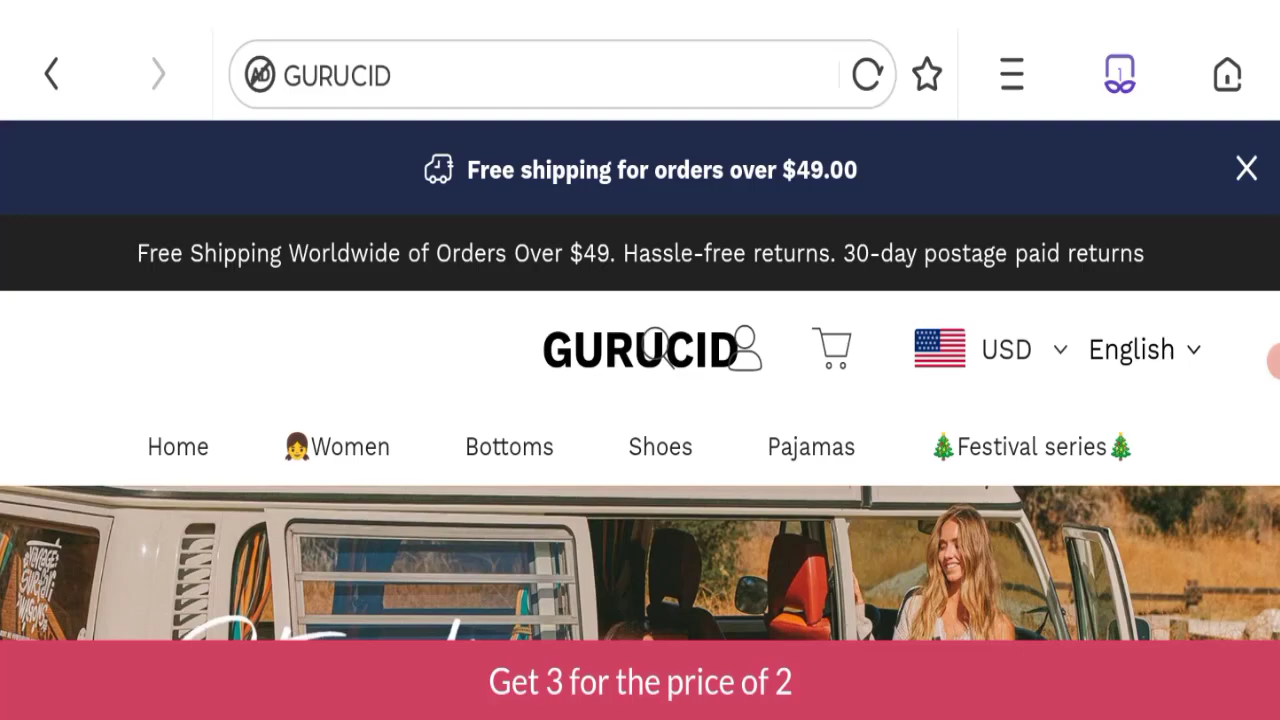 GURUCID
Free shipping for orders over $49.00
Free Shipping Worldwide of Orders Over $49. Hassle-free returns. 30-day postage paid returns
GURUCID
USD
English
Home
Women
Bottoms
Shoes
Pajamas
Festival series
Get 3 for the price of 2